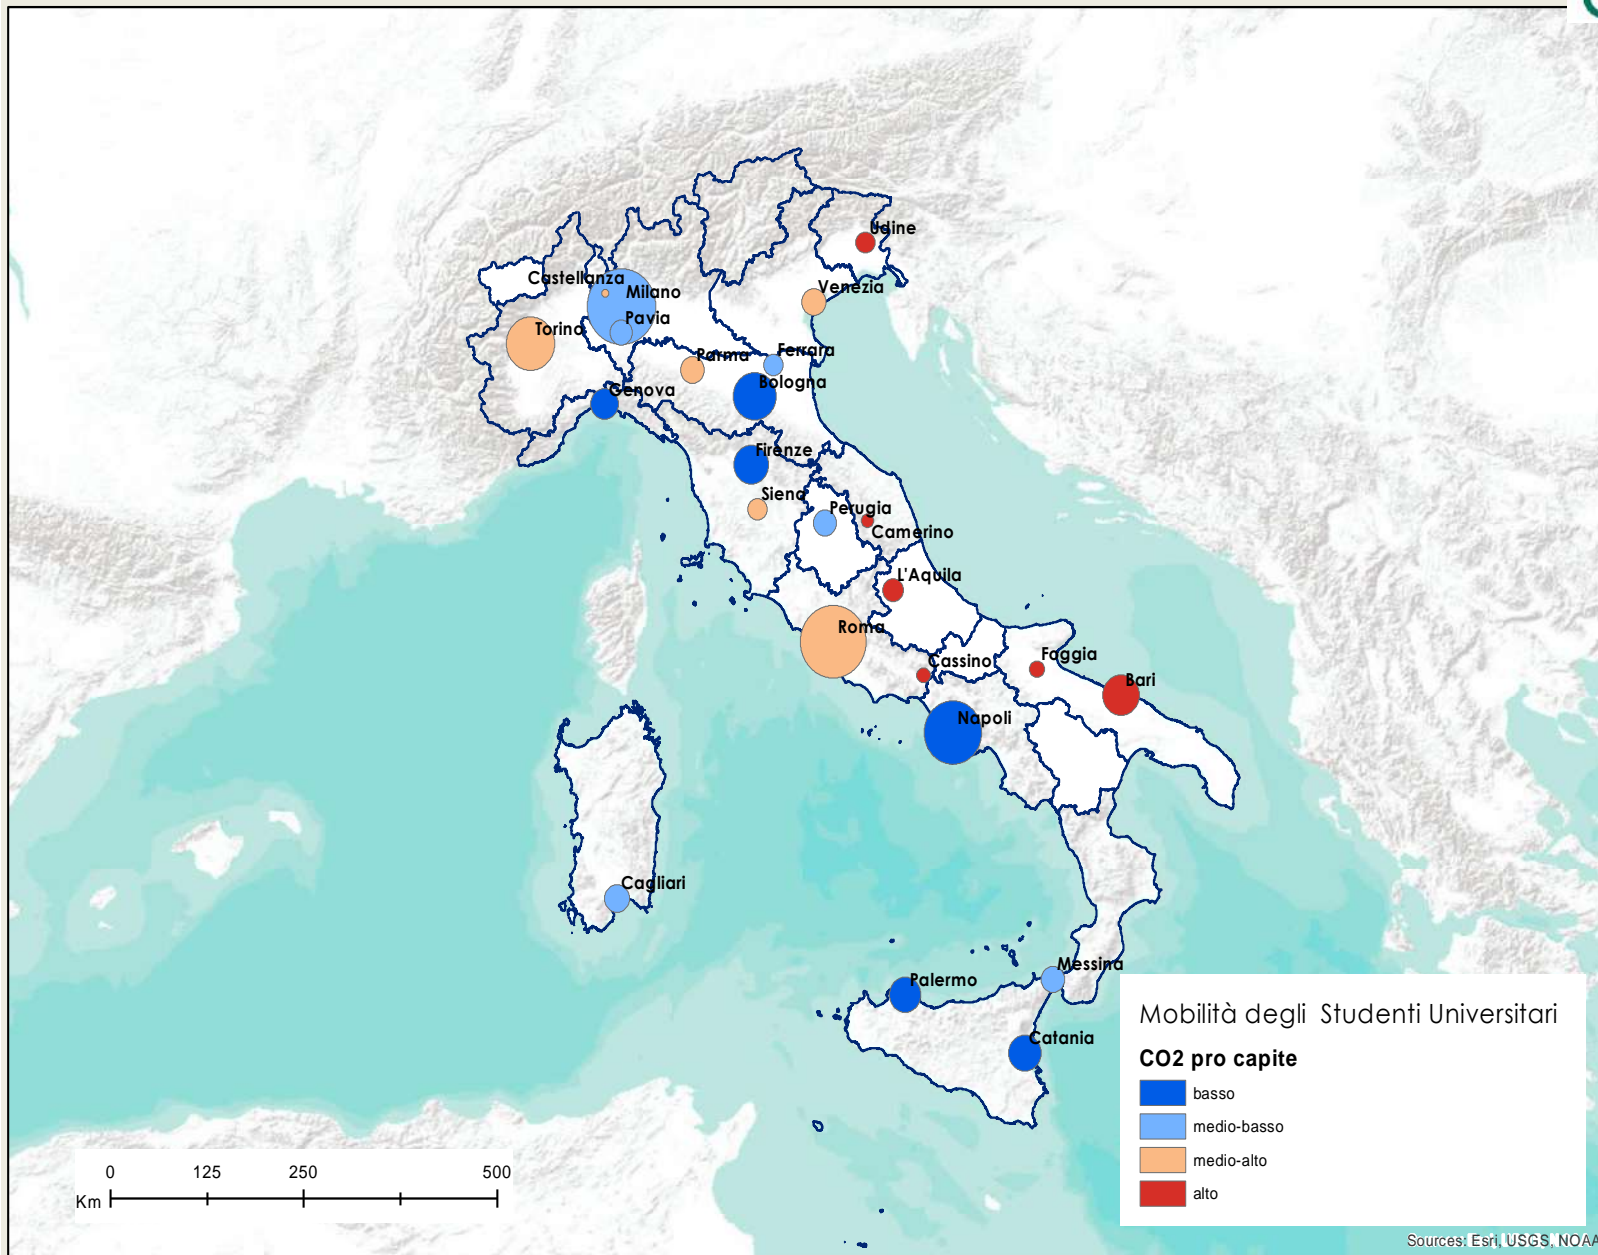 Udine
Castellanza
Milano
Venezia
Pavia
Torino
Parma
Ferrara
Bologna
Genova
Firenze
Siena
Perugia
Camerino
L'Aquila
Roma
Cassino
Foggia
Bari
Napoli
Cagliari
Messina
Palermo
Catania
Mobilità degli Studenti Universitari
CO2 pro capite
basso
medio-basso
medio-alto
alto
0 125 250 500
Km
Sources: Esri, USGS, NOAA